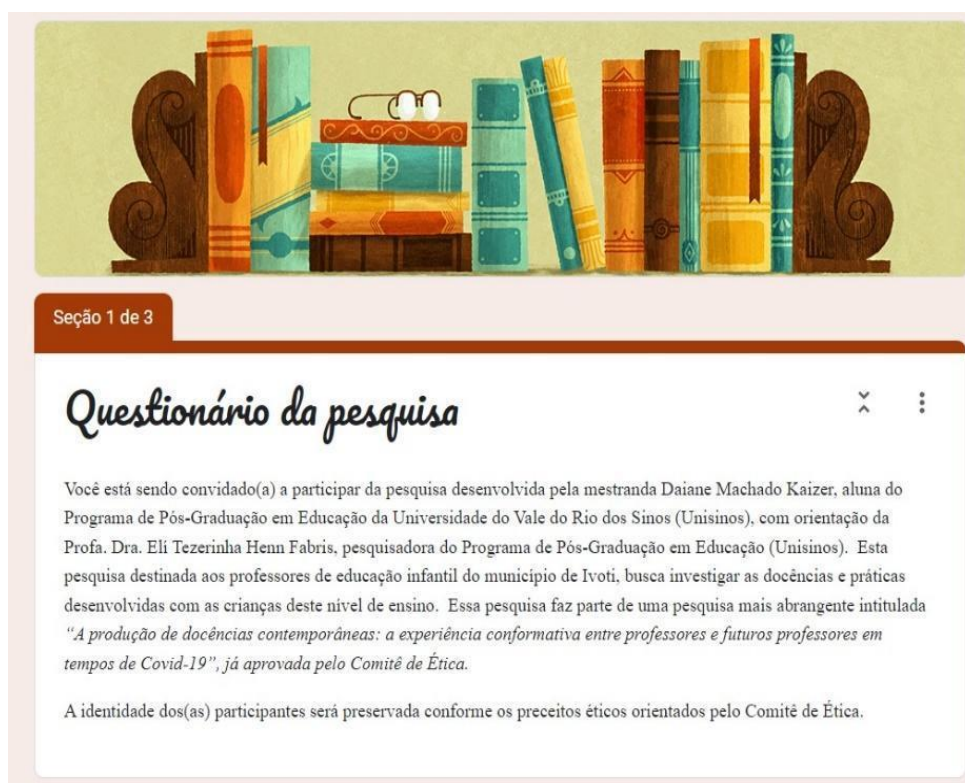 Seção 1 de 3
Questionário da pesquisa
Você está sendo convidado(a) a participar da pesquisa desenvolvida pela mestranda Daiane Machado Kaizer, aluna do
Programa de Pós-Graduação em Educação da Universidade do Vale do Rio dos Sinos (Unisinos), com orientação da
Profa. Dra. Elí Tezerinha Henn Fabris, pesquisadora do Programa de Pós-Graduação em Educação (Unisinos). Esta
pesquisa destinada aos professores de educação infantil do município de Ivoti, busca investigar as docências e práticas
desenvolvidas com as crianças deste nível de ensino. Essa pesquisa faz parte de uma pesquisa mais abrangente intitulada
“A produção de docências contemporâneas: a experiência conformativa entre professores e futuros professores em
tempos de Covid-19”, já aprovada pelo Comitê de Ética.
A identidade dos(as) participantes será preservada conforme os preceitos éticos orientados pelo Comitê de Ética.